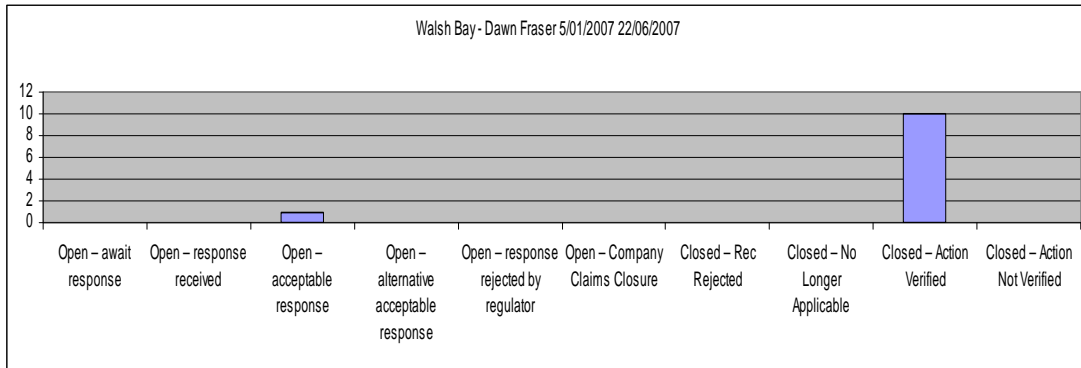 Walsh Bay - Dawn Fraser 5/01/2007 22/06/2007
12
10
8
6
4
2
0
Open – await
response
Open – response
received
Open –
acceptable
response
Open –
alternative
acceptable
response
Open – response
rejected by
regulator
Open – Company
Claims Closure
Closed – Rec
Rejected
Closed – No
Longer
Applicable
Closed – Action
Verified
Closed – Action
Not Verified